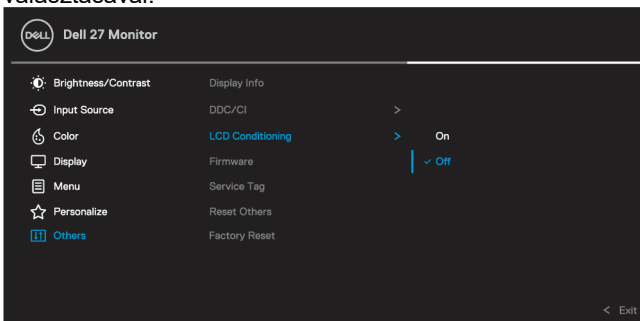 választásával.
DELL Dell 27 Monitor
Brightness/Contrast Display Info
Input Source DDC/CI >
Color LCD Conditioning > On
Display Firmware ✓ Off
Menu Service Tag
Personalize Reset Others
Others Factory Reset
< Exit